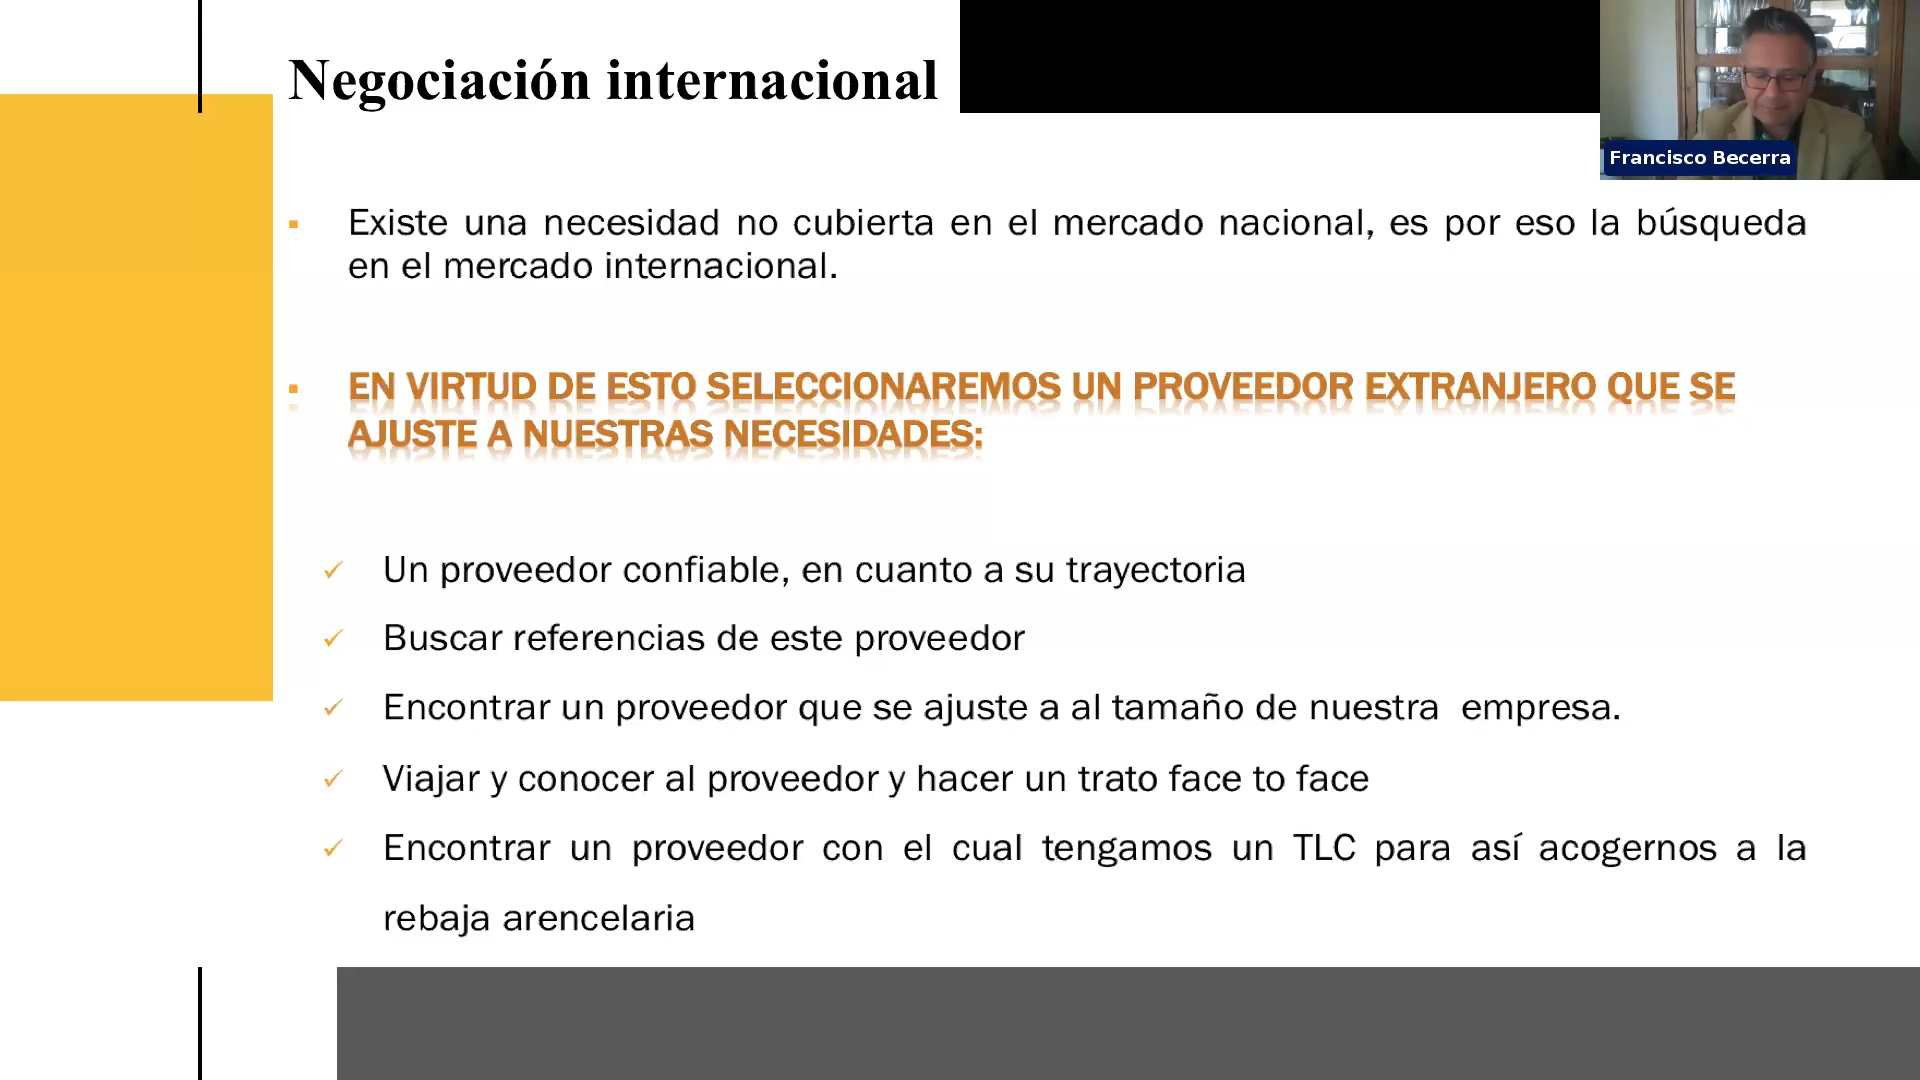 Negociación internacional
Francisco Becerra
Existe una necesidad no cubierta en el mercado nacional, es por eso la búsqueda
en el mercado internacional.
EN VIRTUD DE ESTO SELECCIONAREMOS UN PROVEEDOR EXTRANJERO QUE SE
AJUSTE A NUESTRAS NECESIDADES:
Un proveedor confiable, en cuanto a su trayectoria
Buscar referencias de este proveedor
Encontrar un proveedor que se ajuste a al tamaño de nuestra empresa.
Viajar y conocer al proveedor y hacer un trato face to face
Encontrar un proveedor con el cual tengamos un TLC para así acogernos a la
rebaja arencelaria